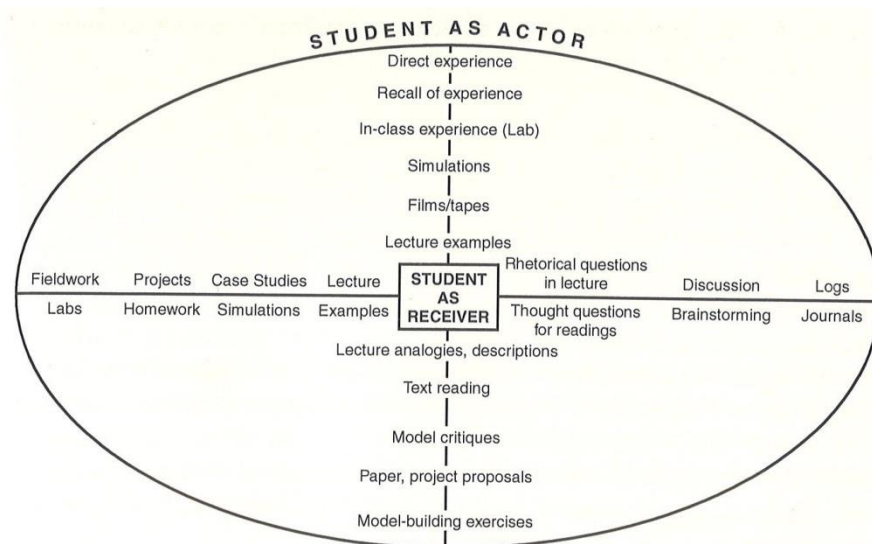 STUDENT AS ACTOR
Direct experience
Recall of experience
In-class experience (Lab)
Simulations
Films/tapes
Lecture examples
Fieldwork
Projects
Case Studies
Lecture
STUDENT
AS
RECEIVER
Rhetorical questions
in lecture
Discussion
Logs
Labs
Homework
Simulations
Examples
Thought questions
for readings
Brainstorming
Journals
Lecture analogies, descriptions
Text reading
Model critiques
Paper, project proposals
Model-building exercises